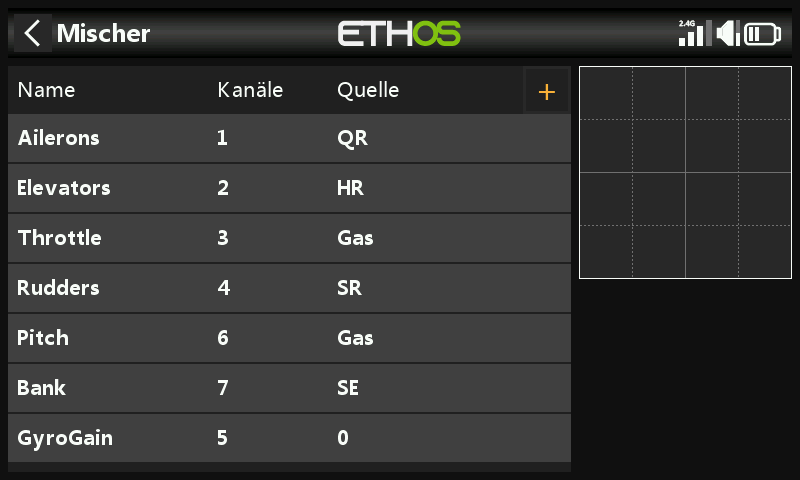 Mischer ETHOS 2.4G
Name Kanäle Quelle +
Ailerons 1 QR
Elevators 2 HR
Throttle 3 Gas
Rudders 4 SR
Pitch 6 Gas
Bank 7 SE
GyroGain 5 0